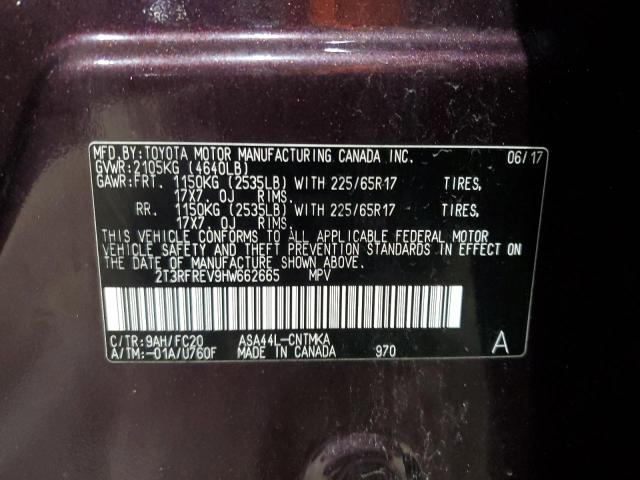 MFD.BY:TOYOTA MOTOR MANUFACTURING CANADA INC. 06/17
GVWR:2105KG (4640LB)
GAWR:FRT. 1150KG (2535LB) WITH 225/65R17 TIRES,
17X7. 0J RIMS.
RR. 1150KG (2535LB) WITH 225/65R17 TIRES,
17X7. 0J RIMS.
THIS VEHICLE CONFORMS TO ALL APPLICABLE FEDERAL MOTOR
VEHICLE SAFETY AND THEFT PREVENTION STANDARDS IN EFFECT ON
THE DATE OF MANUFACTURE SHOWN ABOVE.
2T3RFREV9HW662665 MPV
C/TR:9AH/FC20 ASA44L-CNTMKA
A/TM:-01A/U760F MADE IN CANADA 970 A